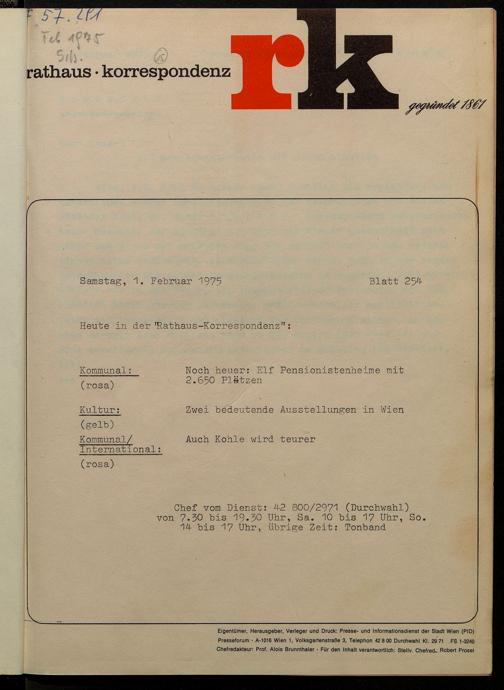 57.281
Feb 1975
rathaus · korrespondenz
rk
gegründet 1861
Samstag, 1. Februar 1975 Blatt 254
Heute in der "Rathaus-Korrespondenz":
Kommunal: Noch heuer: Elf Pensionistenheime mit
(rosa) 2.650 Plätzen
Kultur: Zwei bedeutende Ausstellungen in Wien
(gelb)
Kommunal/ Auch Kohle wird teurer
International:
(rosa)
Chef vom Dienst: 42 800/2971 (Durchwahl)
von 7.30 bis 19.30 Uhr, Sa. 10 bis 17 Uhr, So.
14 bis 17 Uhr, übrige Zeit: Tonband
Eigentümer, Herausgeber, Verleger und Druck: Presse- und Informationsdienst der Stadt Wien (PID)
Presseforum · A-1016 Wien 1, Volksgartenstraße 3, Telephon 42 8 00 Durchwahl Kl. 29 71 FS 1-3240
Chefredakteur: Prof. Alois Brunnthaler · Für den Inhalt verantwortlich: Stellv. Chefred. Robert Prosel